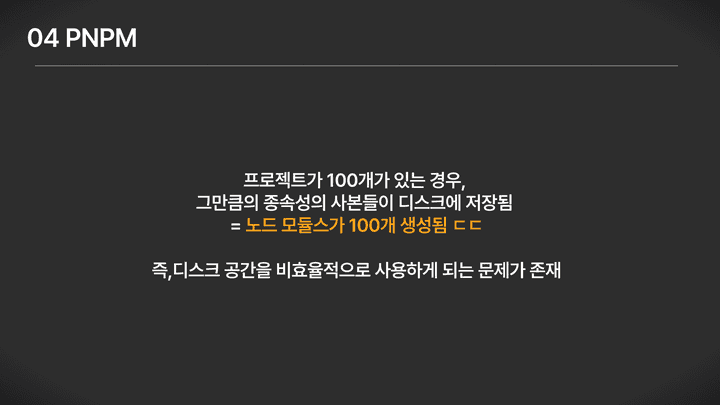 04 PNPM
프로젝트가 100개가 있는 경우,
그만큼의 종속성의 사본들이 디스크에 저장됨
= 노드 모듈스가 100개 생성됨 ㄷㄷ
즉,디스크 공간을 비효율적으로 사용하게 되는 문제가 존재